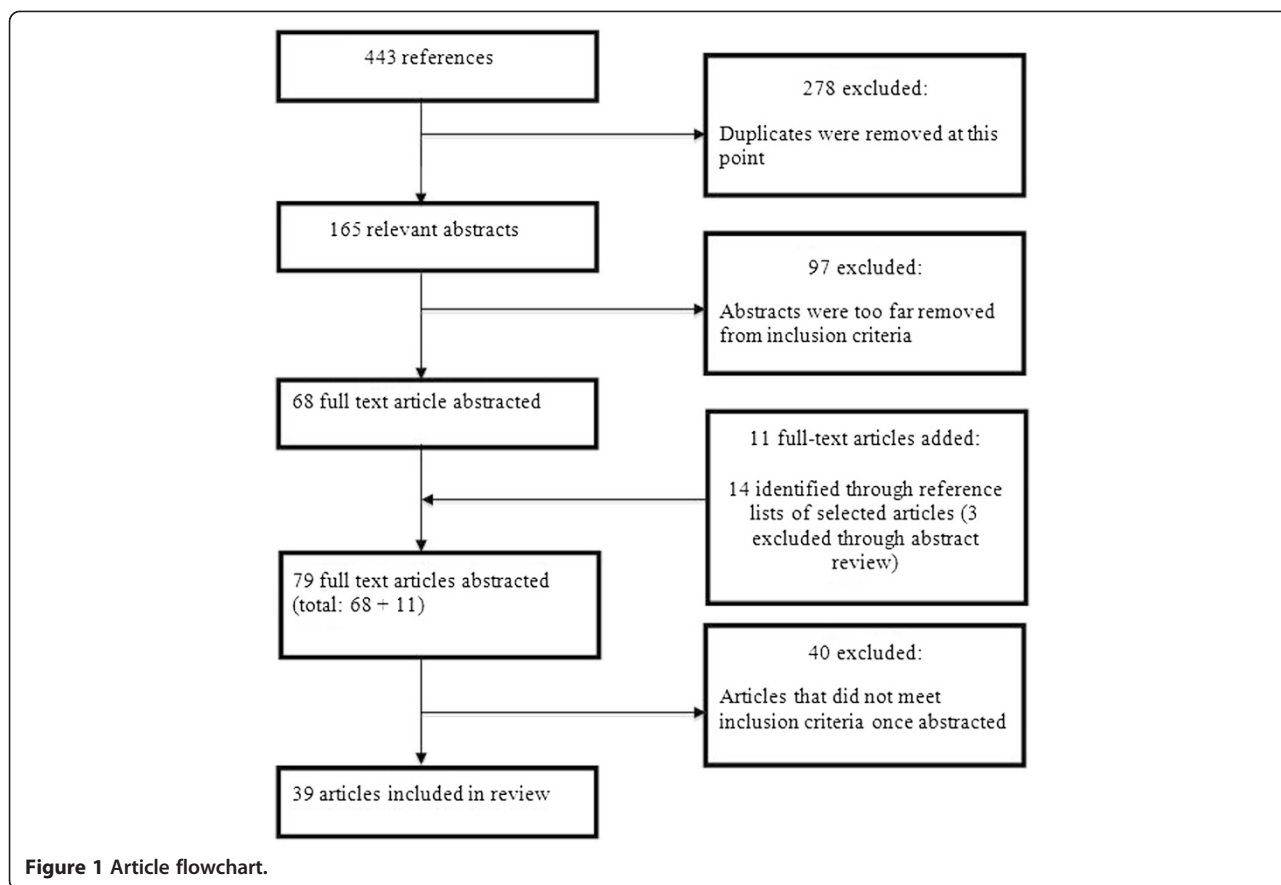 443 references
278 excluded:
Duplicates were removed at this
point
165 relevant abstracts
97 excluded:
Abstracts were too far removed
from inclusion criteria
68 full text article abstracted
11 full-text articles added:
14 identified through reference
lists of selected articles (3
excluded through abstract
review)
79 full text articles abstracted
(total: 68 + 11)
40 excluded:
Articles that did not meet
inclusion criteria once abstracted
39 articles included in review
Figure 1 Article flowchart.